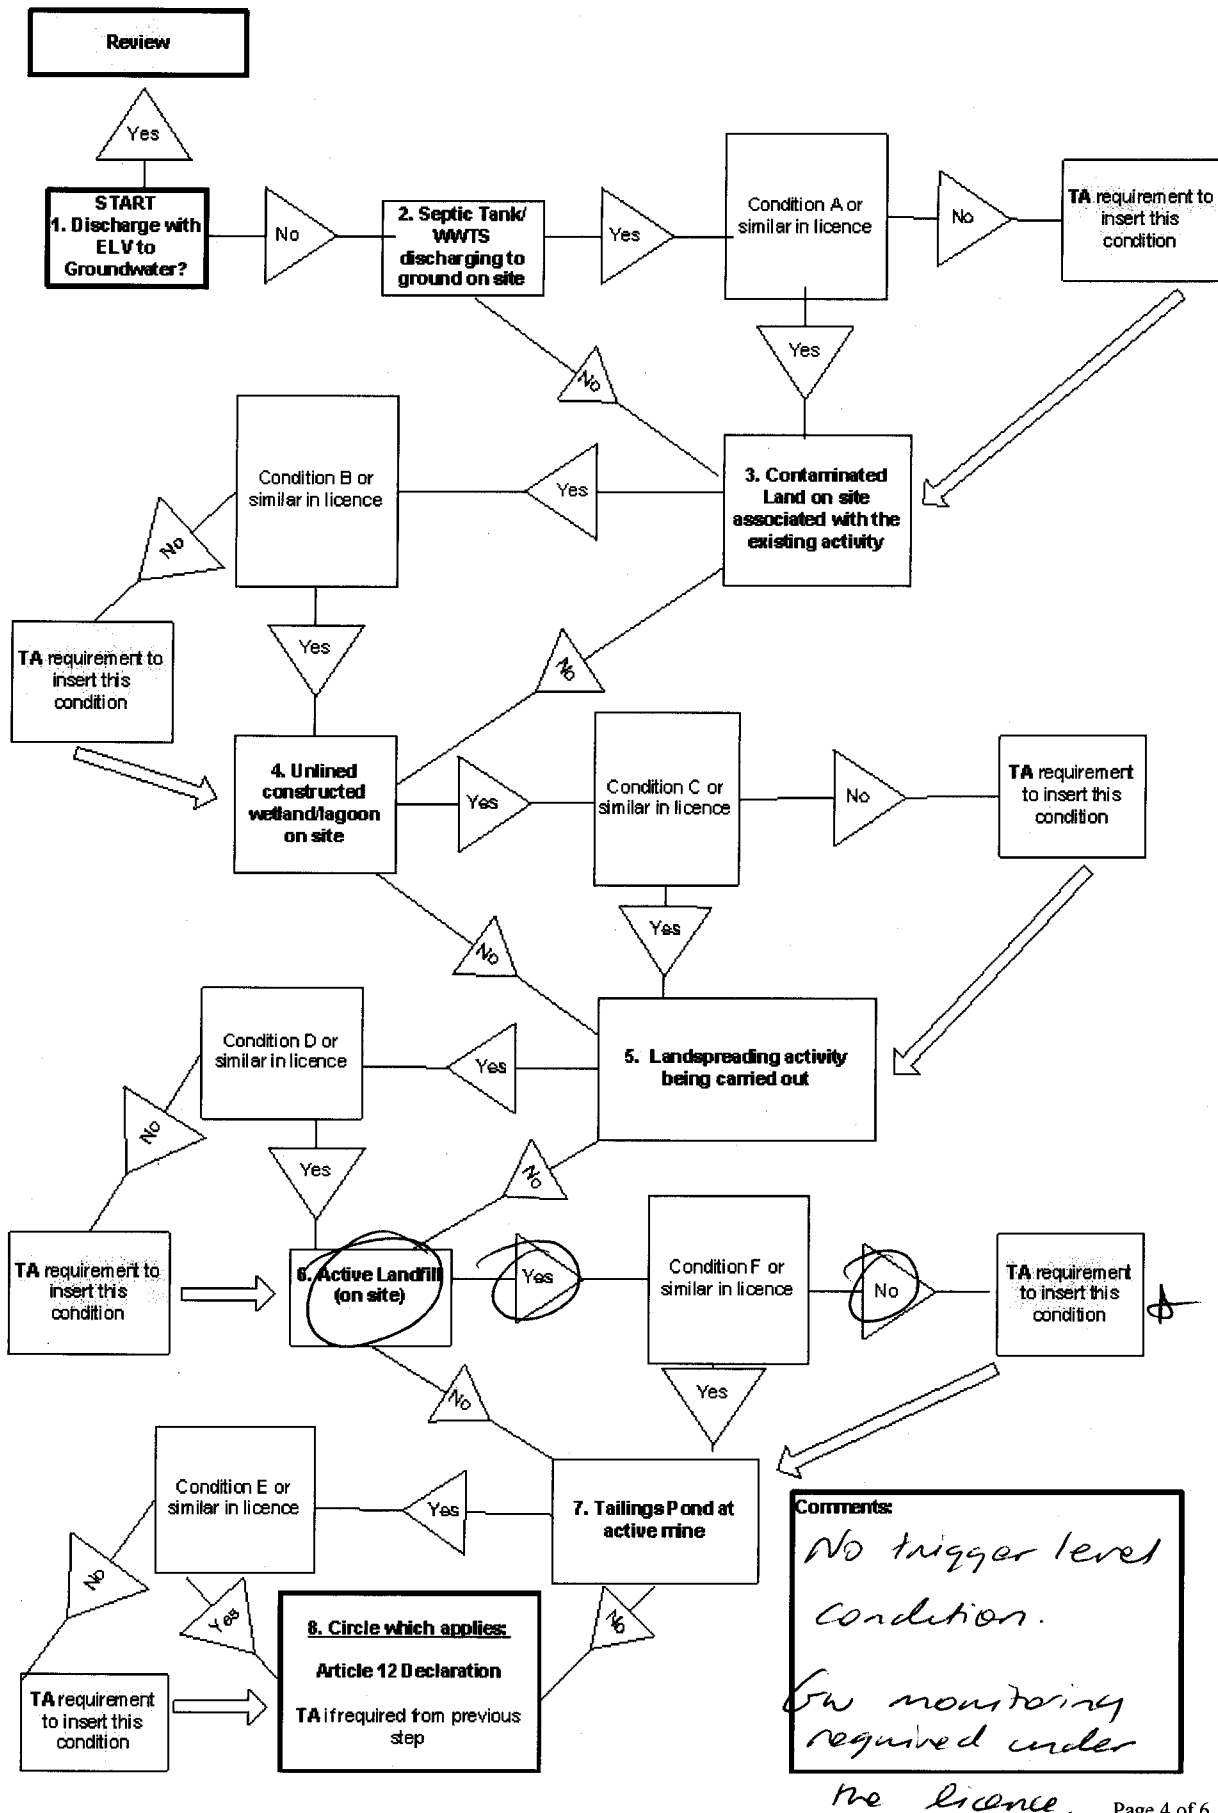 Review
Yes
START
1. Discharge with
ELV to
Groundwater?
No
2. Septic Tank/
WWTS
discharging to
ground on site
Yes
Condition A or
similar in licence
No
TA requirement to
insert this
condition
Yes
No
3. Contaminated
Land on site
associated with the
existing activity
Yes
Condition B or
similar in licence
No
TA requirement to
insert this
condition
Yes
No
4. Unlined
constructed
wetland/lagoon
on site
Yes
Condition C or
similar in licence
No
TA requirement
to insert this
condition
Yes
No
5. Landspreading activity
being carried out
Yes
Condition D or
similar in licence
No
TA requirement to
insert this
condition
Yes
No
6. Active Landfill
(on site)
Yes
Condition F or
similar in licence
No
TA requirement
to insert this
condition
Yes
No
7. Tailings Pond at
active mine
Yes
Condition E or
similar in licence
No
TA requirement
to insert this
condition
Yes
No
8. Circle which applies:
Article 12 Declaration
TA if required from previous
step
Comments:
No trigger level
condition.
Gw monitoring
required under
the licence.
Page 4 of 6